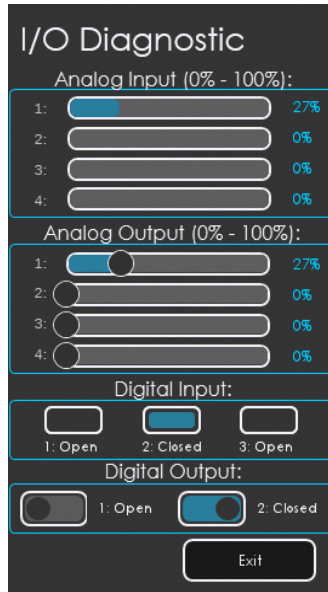 I/O Diagnostic
Analog Input (0% - 100%):
1: 27%
2: 0%
3: 0%
4: 0%
Analog Output (0% - 100%):
1: 27%
2: 0%
3: 0%
4: 0%
Digital Input:
1: Open 2: Closed 3: Open
Digital Output:
1: Open 2: Closed
Exit